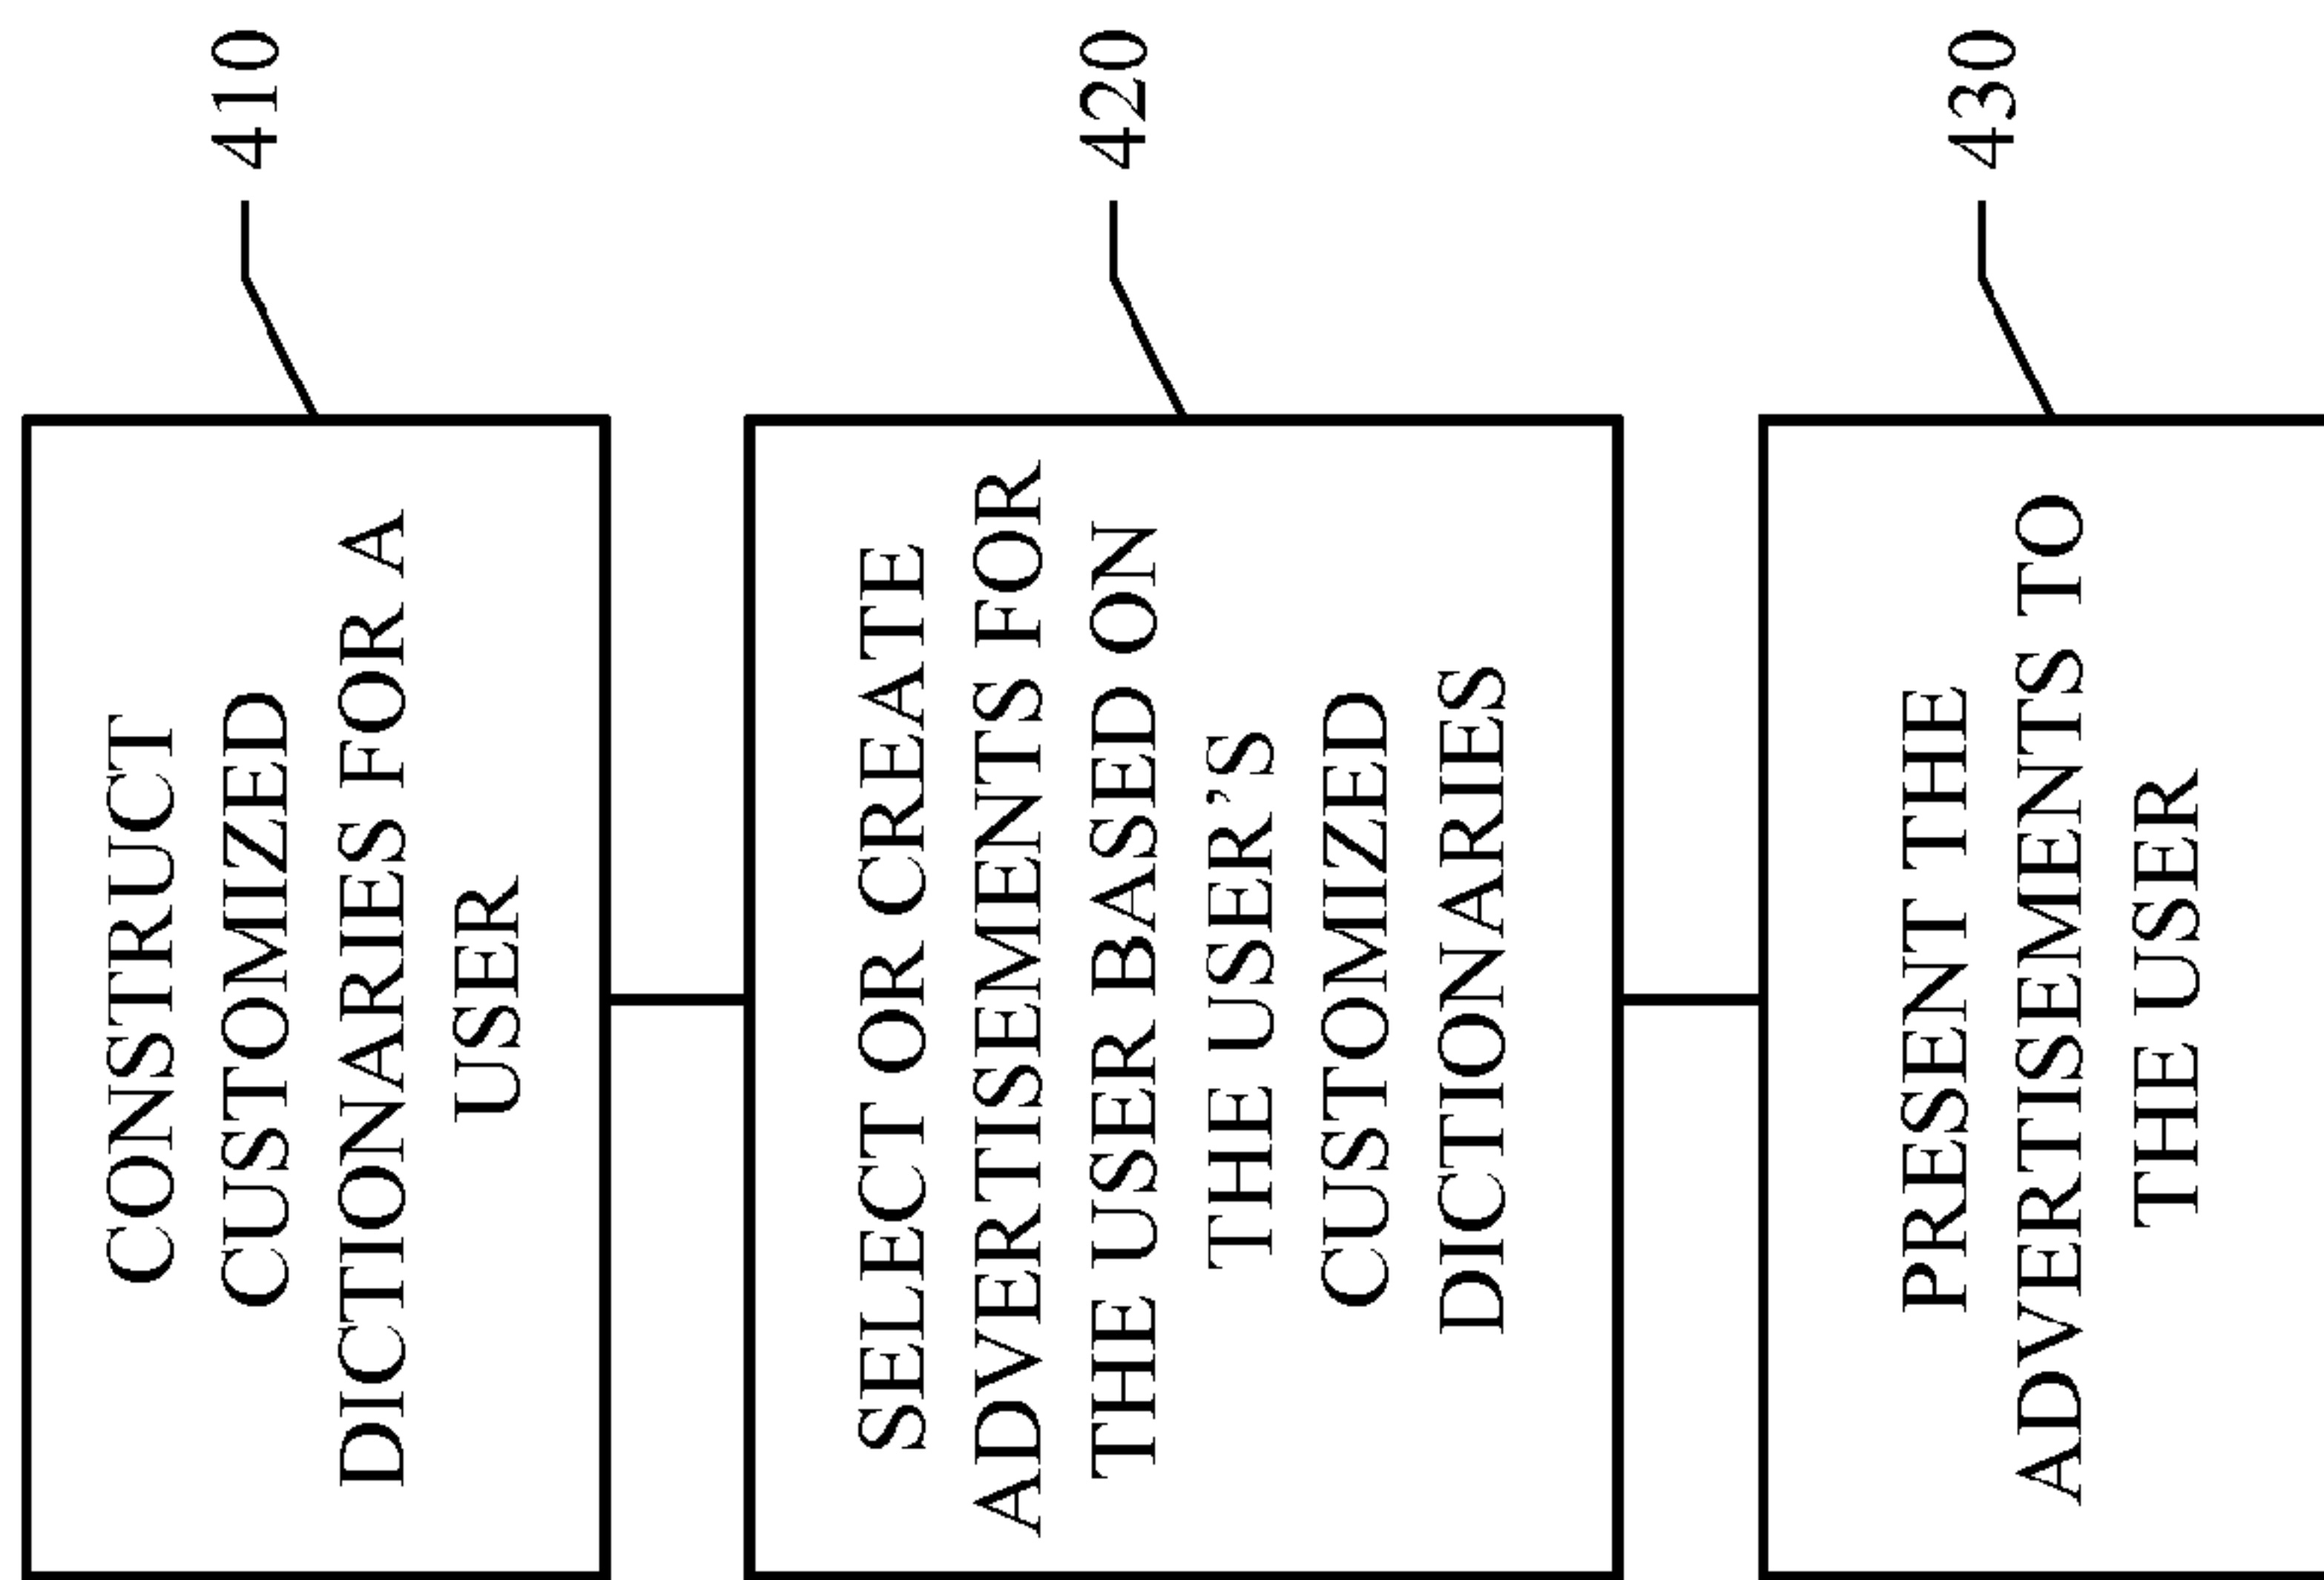 CONSTRUCT
CUSTOMIZED
DICTIONARIES FOR A
USER
410
SELECT OR CREATE
ADVERTISEMENTS FOR
THE USER BASED ON
THE USER'S
CUSTOMIZED
DICTIONARIES
420
PRESENT THE
ADVERTISEMENTS TO
THE USER
430